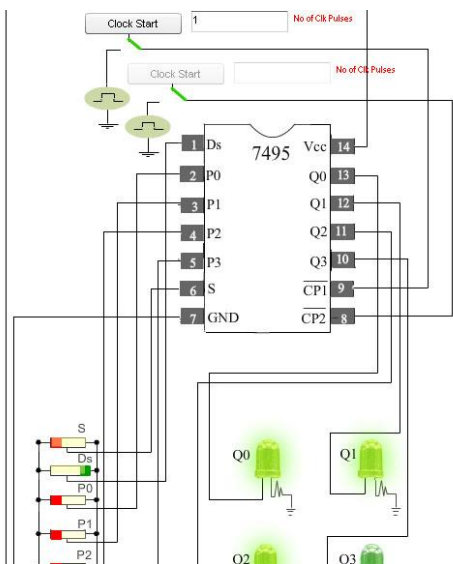 Clock Start 1 No of Clk Pulses
Clock Start No of Clk Pulses
7495
1 Ds Vcc 14
2 P0 Q0 13
3 P1 Q1 12
4 P2 Q2 11
5 P3 Q3 10
6 S CP1 9
7 GND CP2 8
S
Ds
P0
P1
P2
Q0 Q1
Q2 Q3